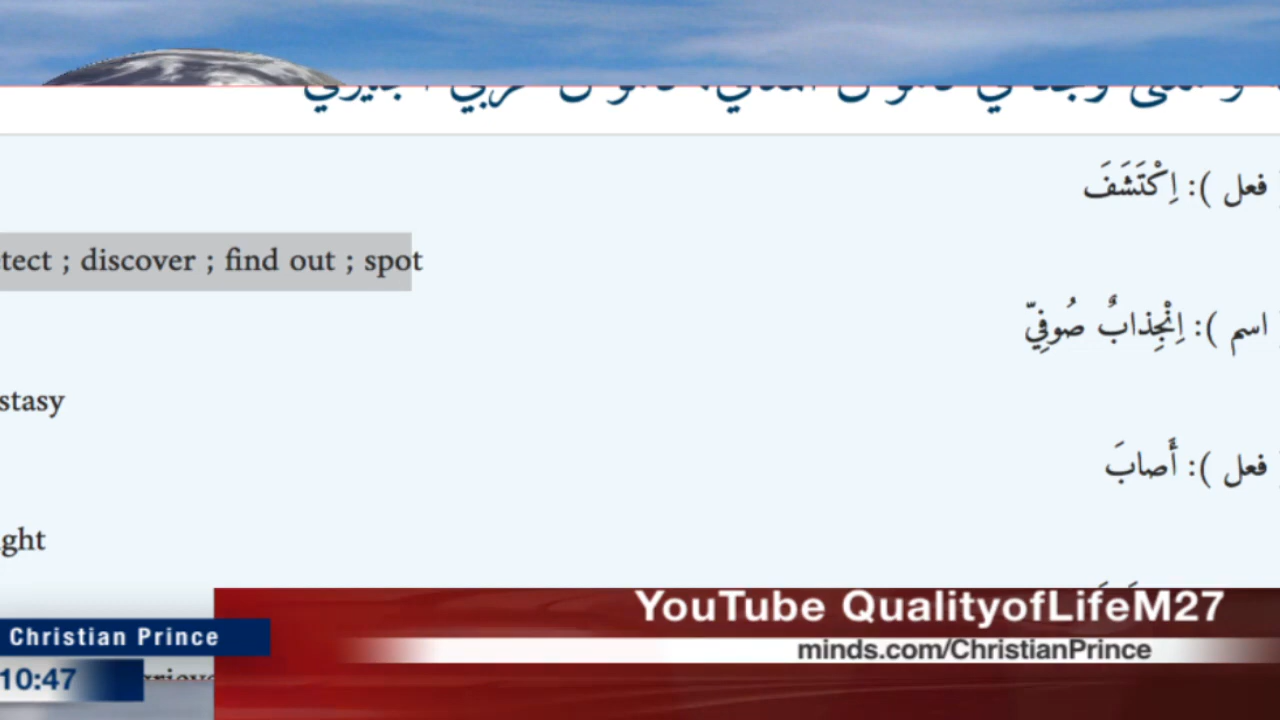 ( فعل ): اِكْتَشَفَ
tect ; discover ; find out ; spot
( اسم ): اِنْجِذابٌ صُوفِيّ
stasy
( فعل ): أَصابَ
ght
YouTube QualityofLifeM27
minds.com/ChristianPrince
Christian Prince
10:47